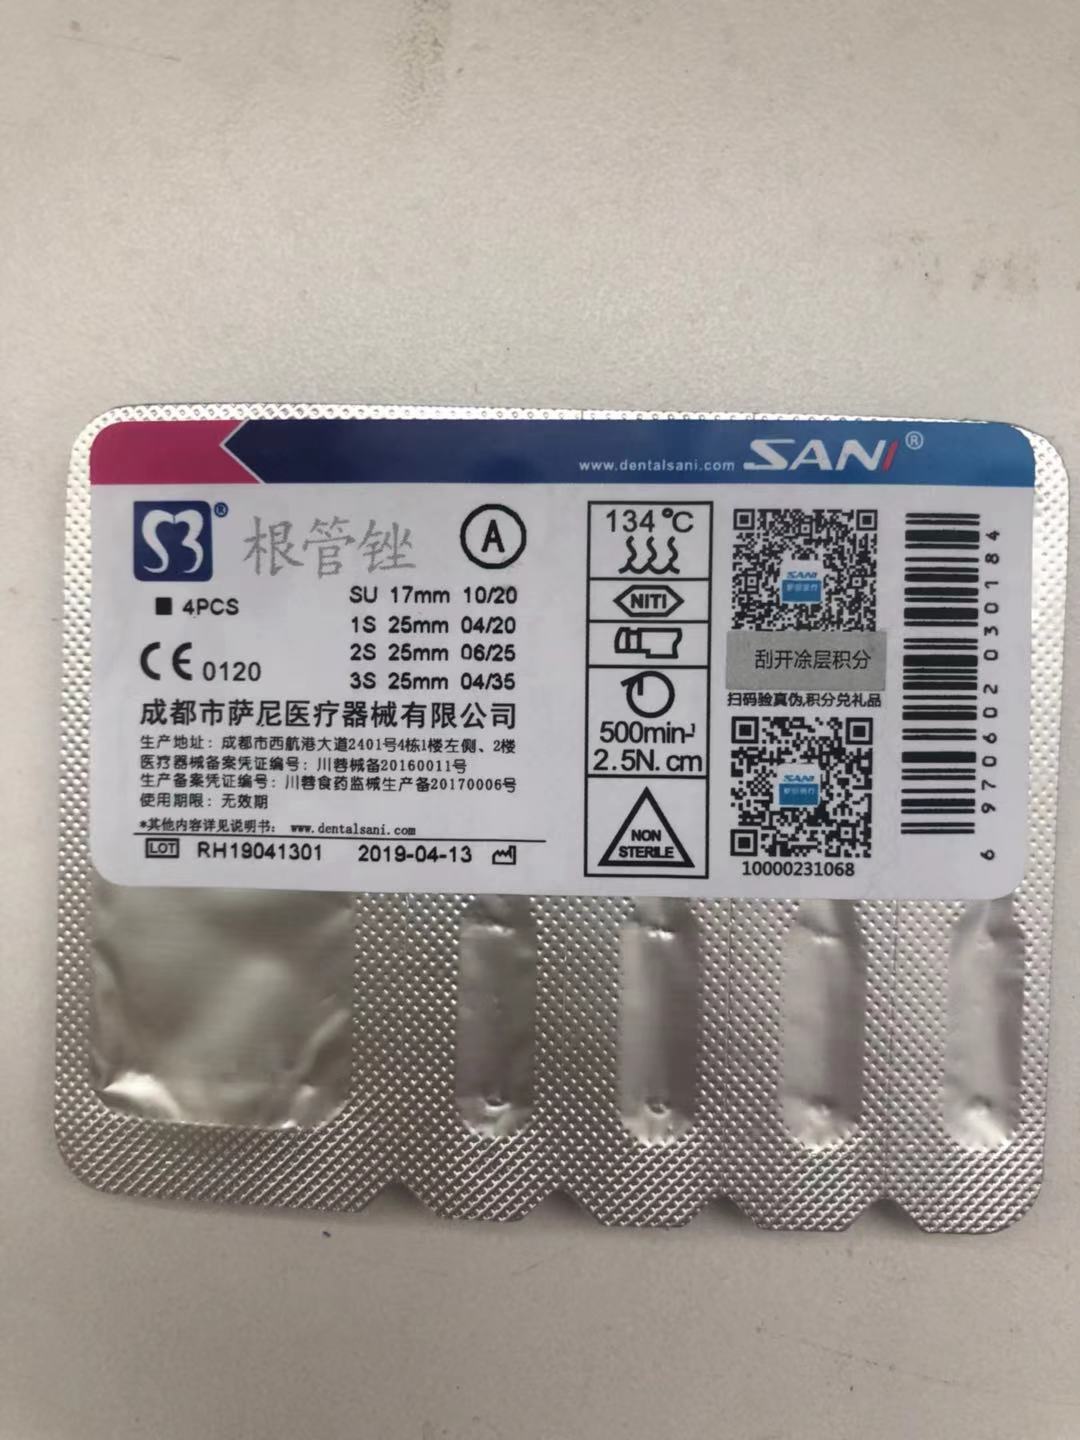 www.dentalsani.com SANI®
S3® 根管锉 A
4PCS
SU 17mm 10/20
1S 25mm 04/20
2S 25mm 06/25
3S 25mm 04/35
CE 0120
成都市萨尼医疗器械有限公司
生产地址：成都市西航港大道2401号4栋1楼左侧、2楼
医疗器械备案凭证编号：川蓉械备20160011号
生产备案凭证编号：川蓉食药监械生产备20170006号
使用期限：无效期
*其他内容详见说明书： www.dentalsani.com
LOT RH19041301 2019-04-13
134℃
NITI
500min-¹
2.5N.cm
NON
STERILE
SANI
刮开涂层积分
扫码验真伪,积分兑礼品
SANI
10000231068
6970602030184